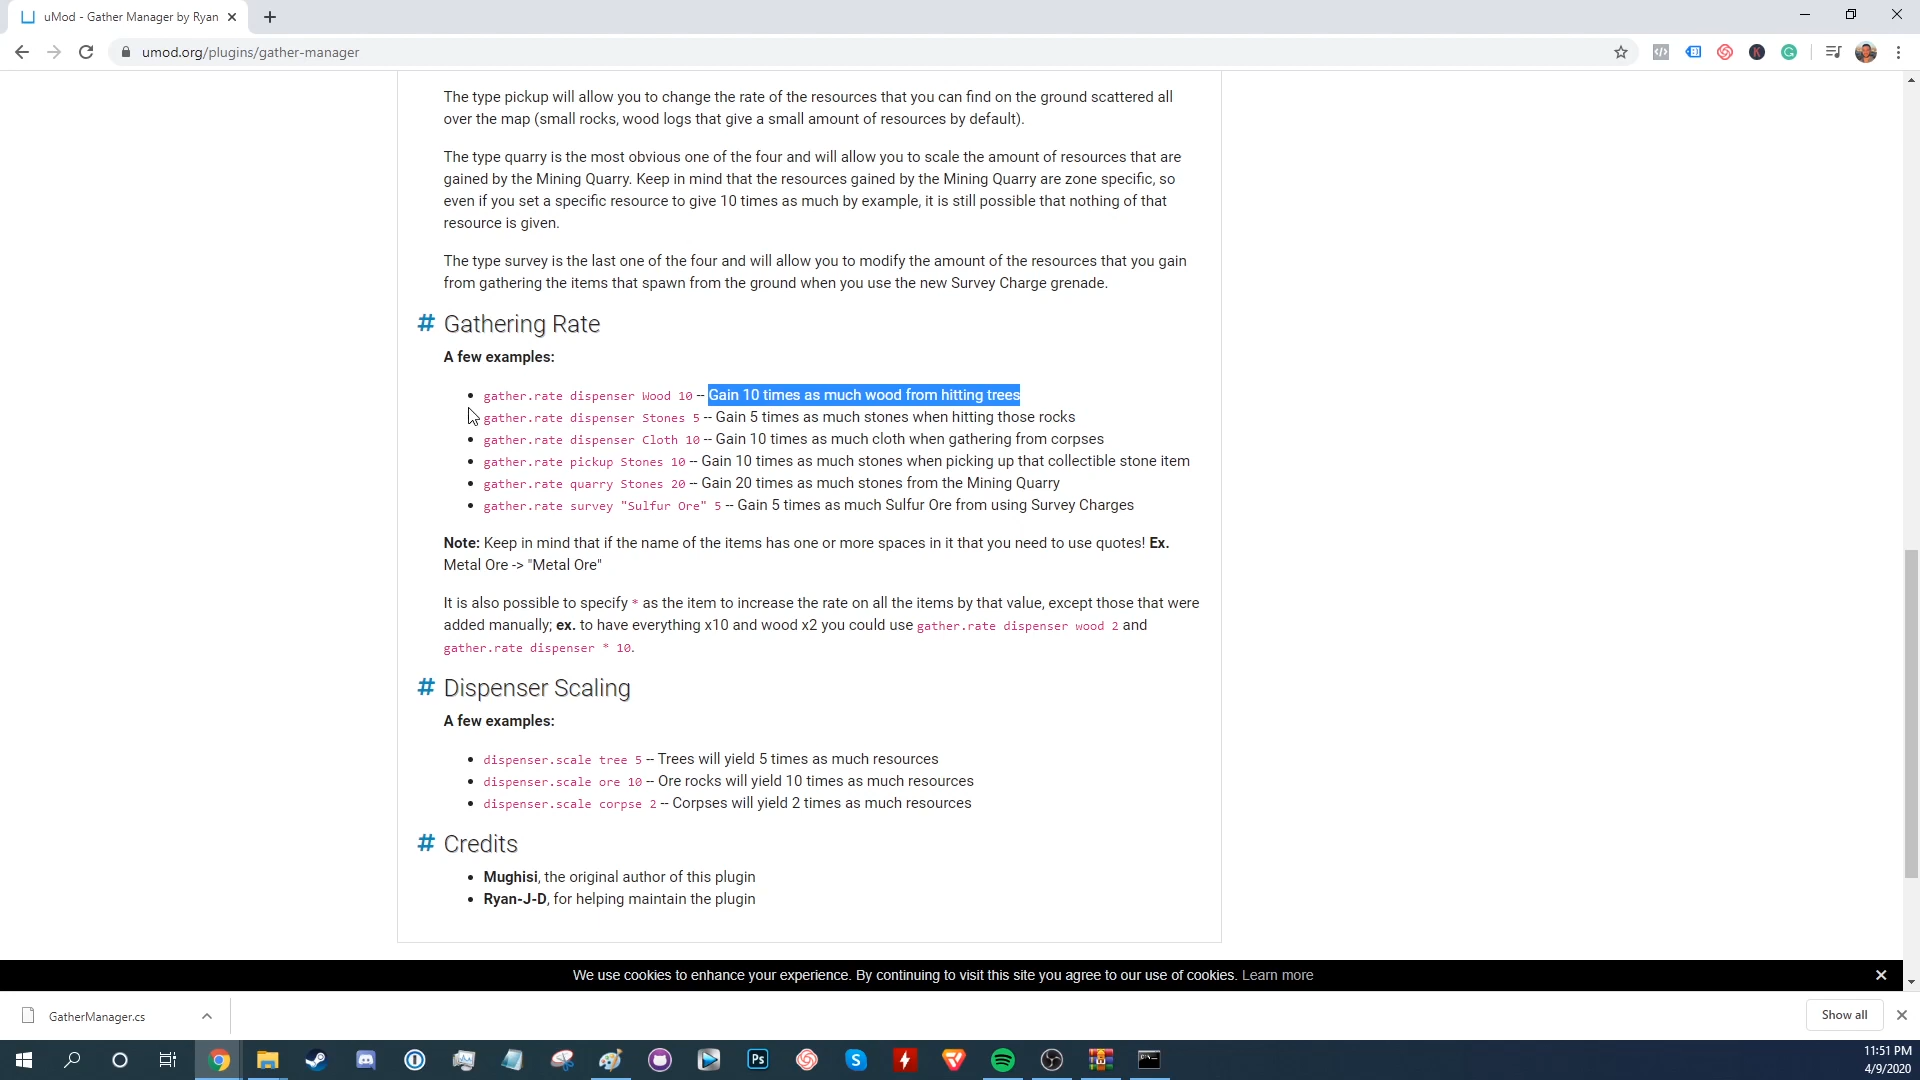 uMod - Gather Manager by Ryan
umod.org/plugins/gather-manager
The type pickup will allow you to change the rate of the resources that you can find on the ground scattered all
over the map (small rocks, wood logs that give a small amount of resources by default).
The type quarry is the most obvious one of the four and will allow you to scale the amount of resources that are
gained by the Mining Quarry. Keep in mind that the resources gained by the Mining Quarry are zone specific, so
even if you set a specific resource to give 10 times as much by example, it is still possible that nothing of that
resource is given.
The type survey is the last one of the four and will allow you to modify the amount of the resources that you gain
from gathering the items that spawn from the ground when you use the new Survey Charge grenade.
# Gathering Rate
A few examples:
• gather.rate dispenser Wood 10 -- Gain 10 times as much wood from hitting trees
gather.rate dispenser Stones 5 -- Gain 5 times as much stones when hitting those rocks
• gather.rate dispenser Cloth 10 -- Gain 10 times as much cloth when gathering from corpses
• gather.rate pickup Stones 10 -- Gain 10 times as much stones when picking up that collectible stone item
• gather.rate quarry Stones 20 -- Gain 20 times as much stones from the Mining Quarry
• gather.rate survey "Sulfur Ore" 5 -- Gain 5 times as much Sulfur Ore from using Survey Charges
Note: Keep in mind that if the name of the items has one or more spaces in it that you need to use quotes! Ex.
Metal Ore -> "Metal Ore"
It is also possible to specify * as the item to increase the rate on all the items by that value, except those that were
added manually; ex. to have everything x10 and wood x2 you could use gather.rate dispenser wood 2 and
gather.rate dispenser * 10.
# Dispenser Scaling
A few examples:
• dispenser.scale tree 5 -- Trees will yield 5 times as much resources
• dispenser.scale ore 10 -- Ore rocks will yield 10 times as much resources
• dispenser.scale corpse 2 -- Corpses will yield 2 times as much resources
# Credits
• Mughisi, the original author of this plugin
• Ryan-J-D, for helping maintain the plugin
We use cookies to enhance your experience. By continuing to visit this site you agree to our use of cookies. Learn more
GatherManager.cs
Show all
Ps
11:51 PM
4/9/2020